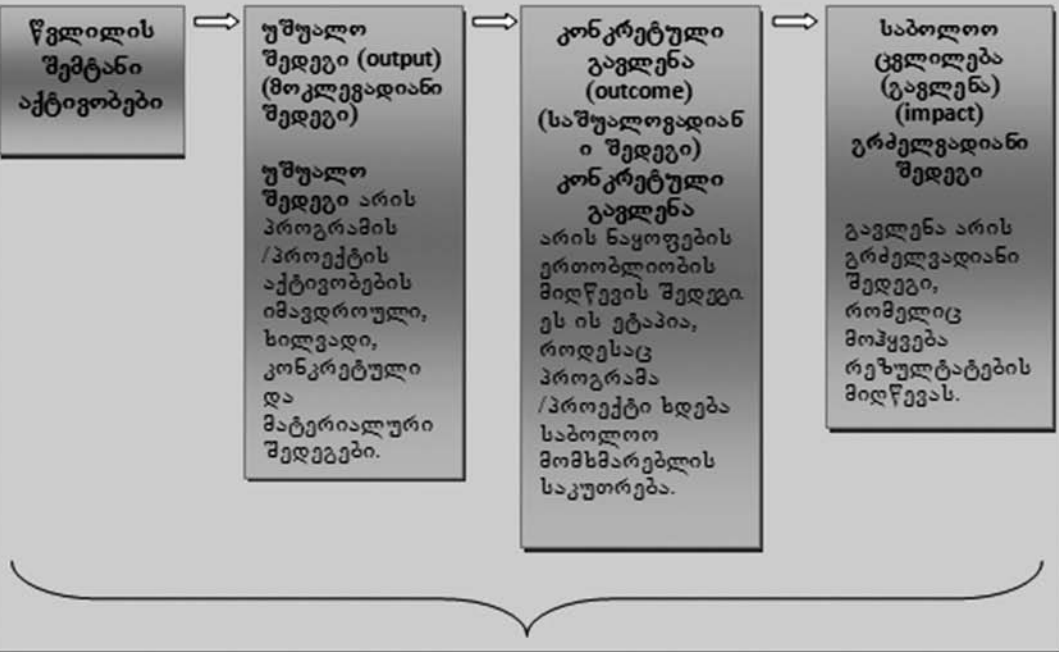 წვლილის
შემტანი
აქტივობები
უშუალო
შედეგი (output)
(მოკლევადიანი
შედეგი)
უშუალო
შედეგი არის
პროგრამის
/პროექტის
აქტივობების
იმავდროული,
ხილვადი,
კონკრეტული
და
მატერიალური
შედეგები.
კონკრეტული
გავლენა
(outcome)
(საშუალოვადიან
ი შედეგი)
კონკრეტული
გავლენა
არის ნაყოფების
ერთობლიობის
მიღწევის შედეგი.
ეს ის ეტაპია,
როდესაც
პროგრამა
/პროექტი ხდება
საბოლოო
მომხმარებლის
საკუთრება.
საბოლოო
ცვლილება
(გავლენა)
(impact)
გრძელვადიანი
შედეგი
გავლენა არის
გრძელვადიანი
შედეგი,
რომელიც
მოჰყვება
რეზულტატების
მიღწევას.